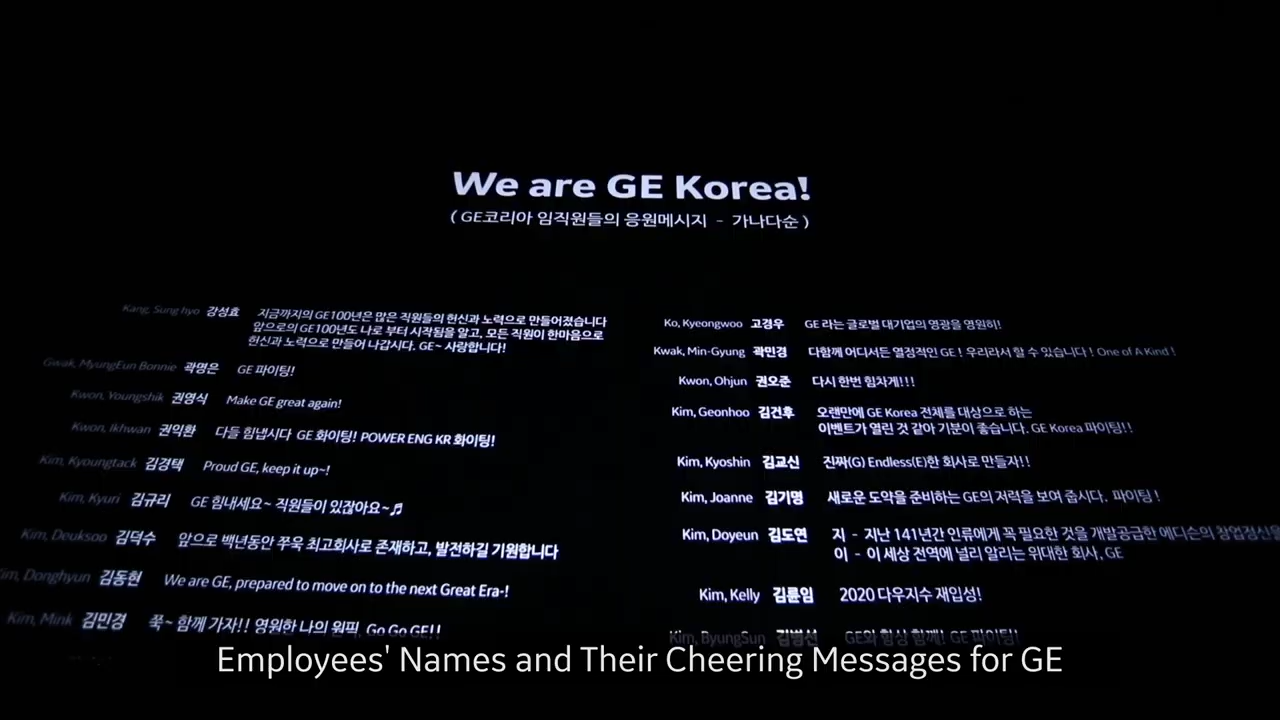 We are GE Korea!
( GE코리아 임직원들의 응원메시지 - 가나다순 )
Kang, Sung hyo 강성효 지금까지의 GE100년은 많은 직원들의 헌신과 노력으로 만들어졌습니다
앞으로의 GE100년도 나로 부터 시작됨을 알고, 모든 직원이 한마음으로
헌신과 노력으로 만들어 나갑시다. GE~ 사랑합니다!
Gwak, MyungEun Bonnie 곽명은 GE 파이팅!
Kwon, Youngshik 권영식 Make GE great again!
Kwon, Ikhwan 권익환 다들 힘냅시다 GE 화이팅! POWER ENG KR 화이팅!
Kim, Kyoungtack 김경택 Proud GE, keep it up~!
Kim, Kyuri 김규리 GE 힘내세요~ 직원들이 있잖아요~♬
Kim, Deuksoo 김덕수 앞으로 백년동안 쭈욱 최고회사로 존재하고, 발전하길 기원합니다
Kim, Donghyun 김동현 We are GE, prepared to move on to the next Great Era-!
Kim, Mink 김민경 쭉~ 함께 가자!! 영원한 나의 원픽, Go Go GE!!
Ko, Kyeongwoo 고경우 GE 라는 글로벌 대기업의 영광을 영원히!
Kwak, Min-Gyung 곽민경 다함께 어디서든 열정적인 GE ! 우리라서 할 수 있습니다 ! One of A Kind !
Kwon, Ohjun 권오준 다시 한번 힘차게!!!
Kim, Geonhoo 김건후 오랜만에 GE Korea 전체를 대상으로 하는
이벤트가 열린 것 같아 기분이 좋습니다. GE Korea 파이팅!!
Kim, Kyoshin 김교신 진짜(G) Endless(E)한 회사로 만들자!!
Kim, Joanne 김기명 새로운 도약을 준비하는 GE의 저력을 보여 줍시다. 파이팅 !
Kim, Doyeun 김도연 지 - 지난 141년간 인류에게 꼭 필요한 것을 개발공급한 에디슨의 창업정신을
이 - 이 세상 전역에 널리 알리는 위대한 회사, GE
Kim, Kelly 김륜임 2020 다우지수 재입성!
Kim, ByungSun 김병선 GE와 항상 함께! GE 파이팅!
Employees' Names and Their Cheering Messages for GE